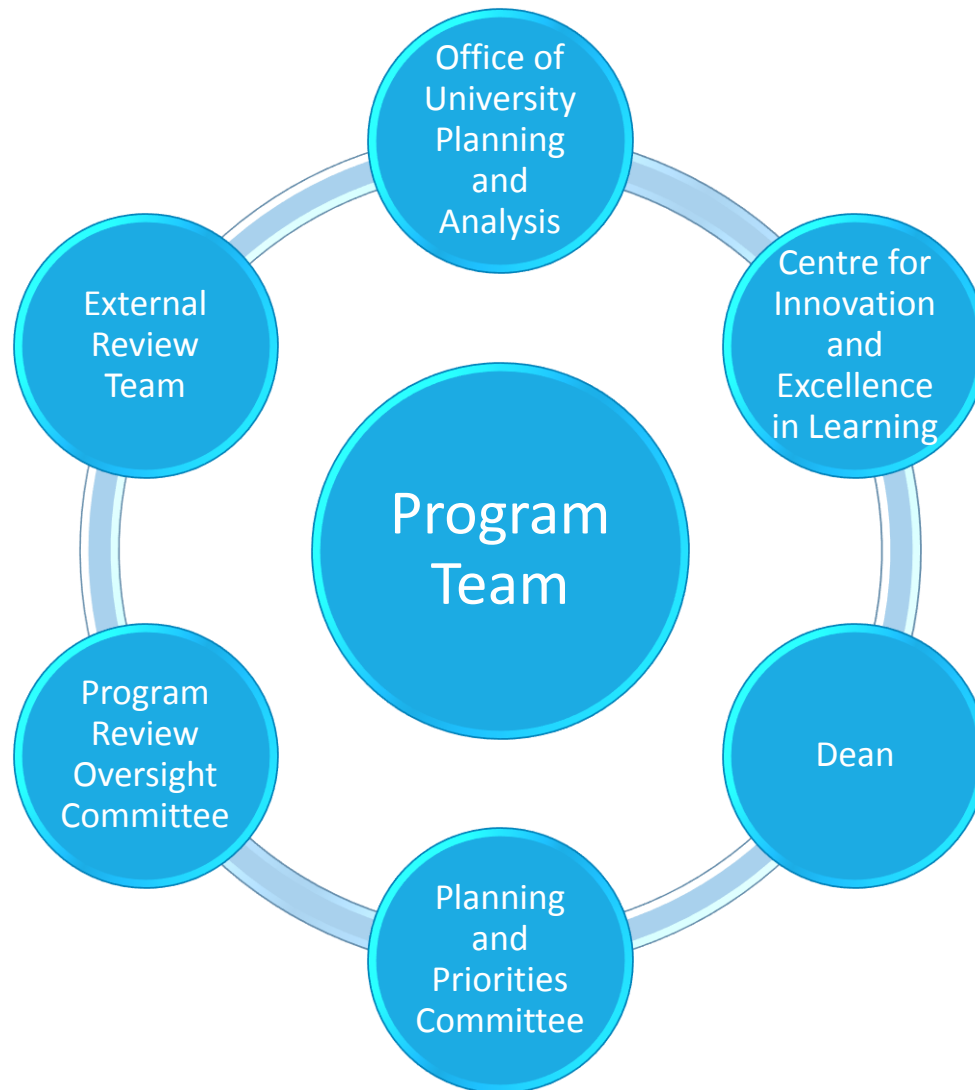 Office of
University
Planning
and
Analysis
Centre for
Innovation
and
Excellence
in Learning
External
Review
Team
Program
Team
Program
Review
Oversight
Committee
Dean
Planning
and
Priorities
Committee